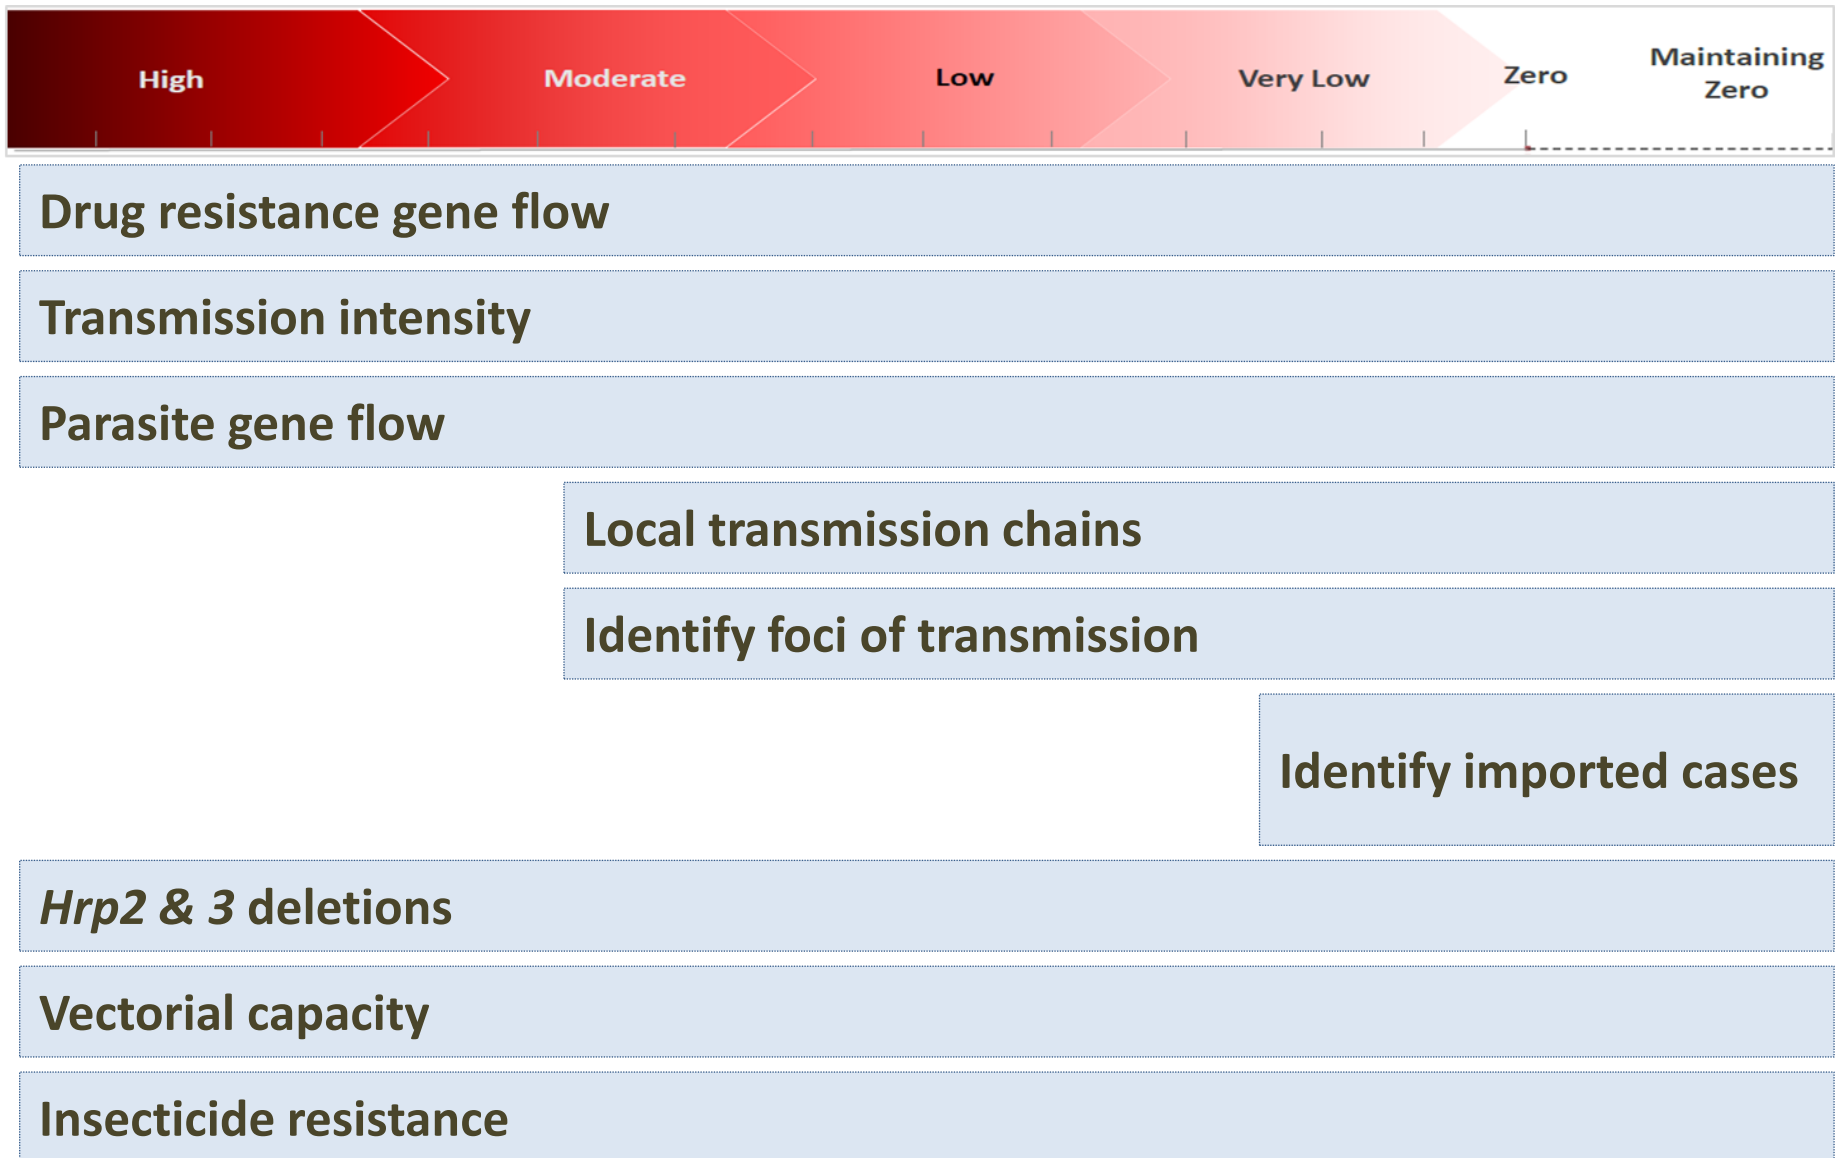 High
Moderate
Low
Very Low
Zero
Maintaining
Zero
Drug resistance gene flow
Transmission intensity
Parasite gene flow
Local transmission chains
Identify foci of transmission
Identify imported cases
Hrp2 & 3 deletions
Vectorial capacity
Insecticide resistance